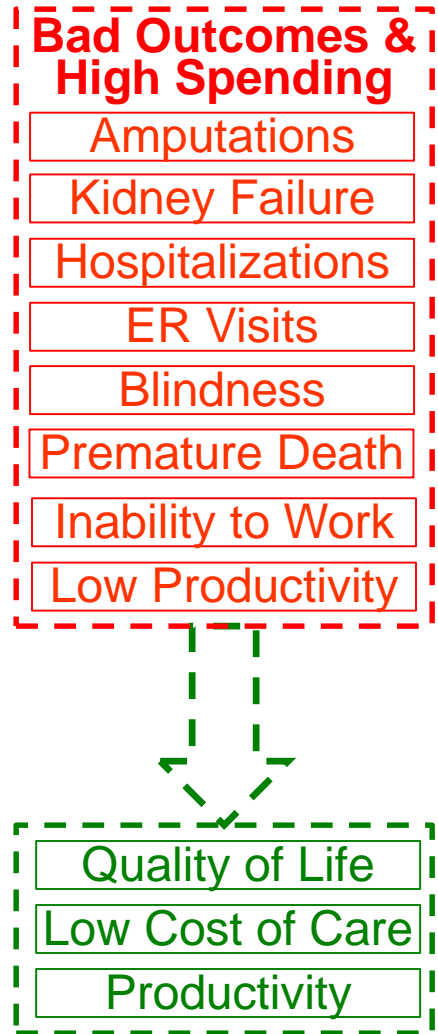 Bad Outcomes &
High Spending
Amputations
Kidney Failure
Hospitalizations
ER Visits
Blindness
Premature Death
Inability to Work
Low Productivity
Quality of Life
Low Cost of Care
Productivity